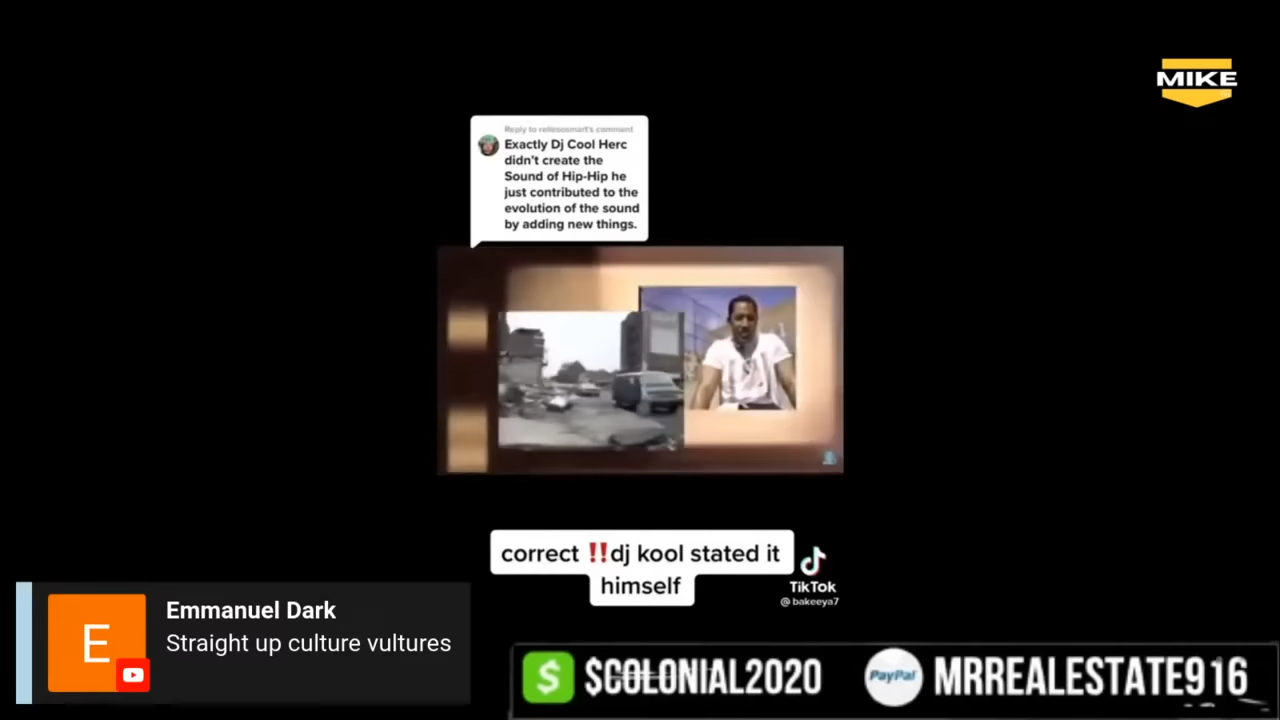 MIKE
Reply to rellesosmart's comment
Exactly Dj Cool Herc
didn't create the
Sound of Hip-Hip he
just contributed to the
evolution of the sound
by adding new things.
correct ‼️dj kool stated it
himself
TikTok
@bakeeya7
E
Emmanuel Dark
Straight up culture vultures
$
$COLONIAL2020
PayPal
MRREALESTATE916